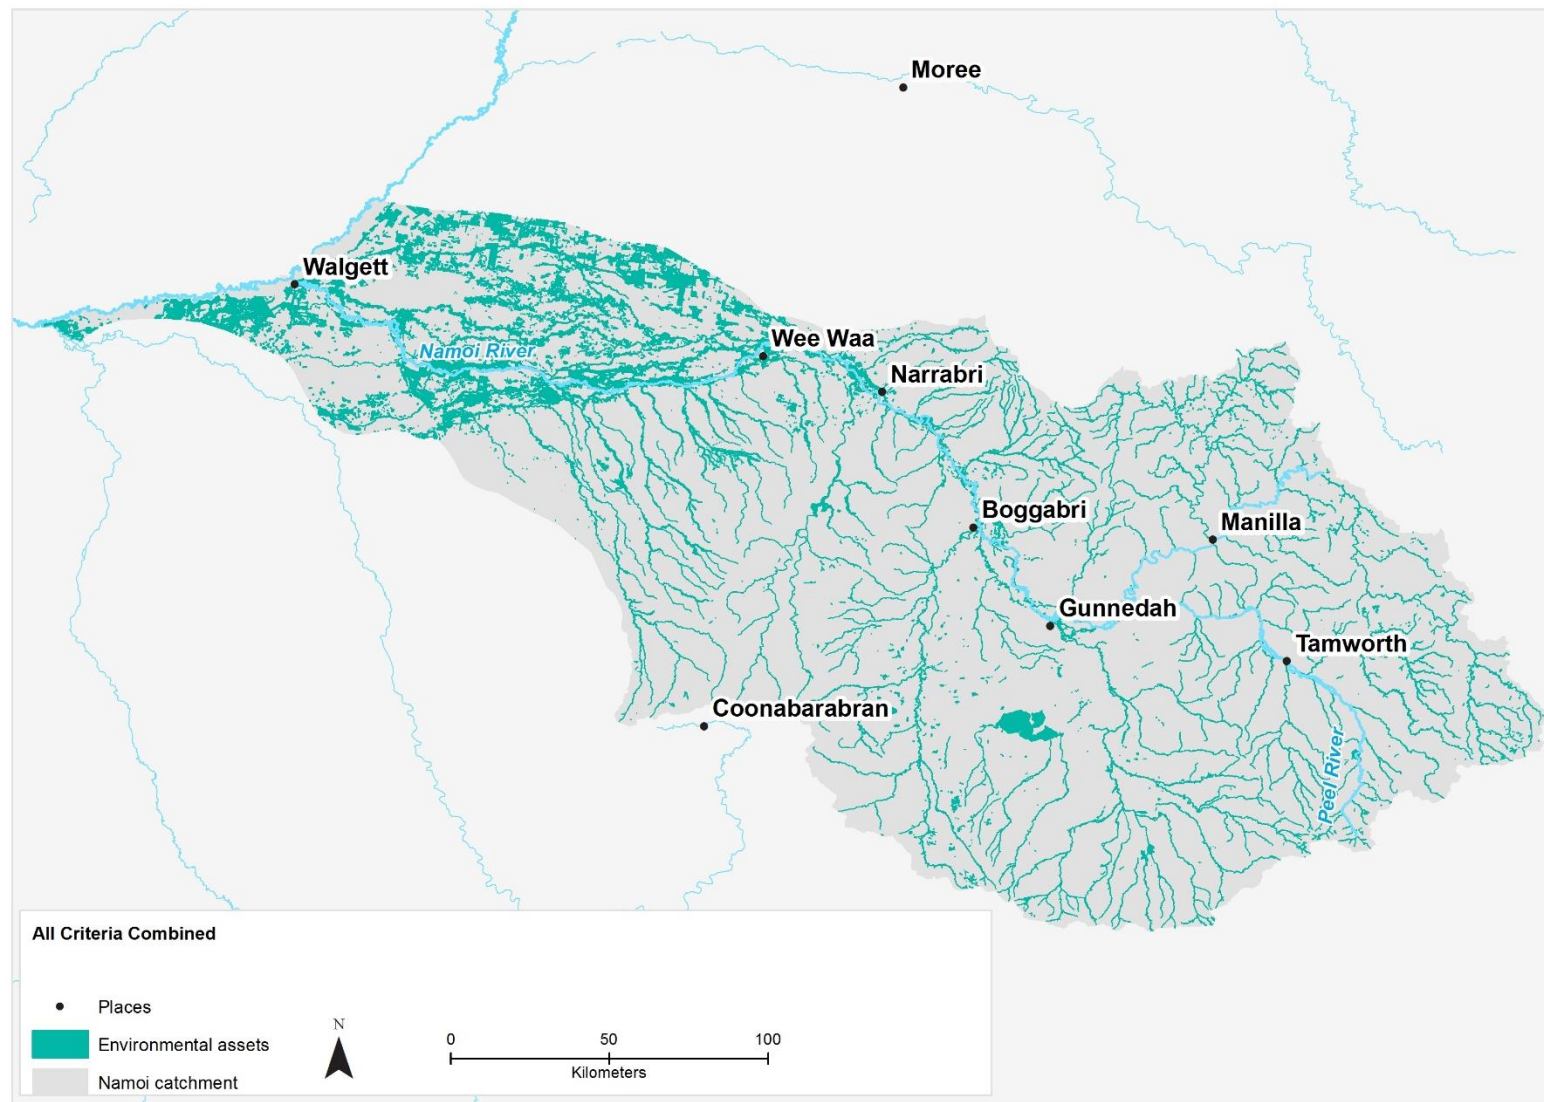 Moree
Walgett
Namoi River
Wee Waa
Narrabri
Boggabri
Manilla
Gunnedah
Tamworth
Coonabarabran
Peel River
All Criteria Combined
Places
Environmental assets
Namoi catchment
N
0 50 100
Kilometers